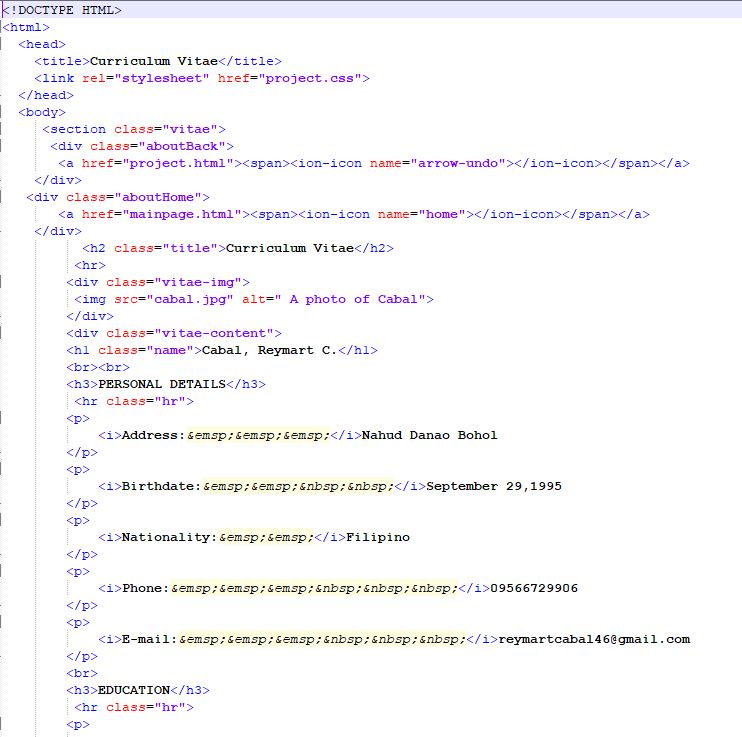 <!DOCTYPE HTML>
<html>
<head>
<title>Curriculum Vitae</title>
<link rel="stylesheet" href="project.css">
</head>
<body>
<section class="vitae">
<div class="aboutBack">
<a href="project.html"><span><ion-icon name="arrow-undo"></ion-icon></span></a>
</div>
<div class="aboutHome">
<a href="mainpage.html"><span><ion-icon name="home"></ion-icon></span></a>
</div>
<h2 class="title">Curriculum Vitae</h2>
<hr>
<div class="vitae-img">
<img src="cabal.jpg" alt=" A photo of Cabal">
</div>
<div class="vitae-content">
<h1 class="name">Cabal, Reymart C.</h1>
<br><br>
<h3>PERSONAL DETAILS</h3>
<hr class="hr">
<p>
<i>Address:&emsp;&emsp;&emsp;</i>Nahud Danao Bohol
</p>
<p>
<i>Birthdate:&emsp;&emsp;&nbsp;&nbsp;</i>September 29,1995
</p>
<p>
<i>Nationality:&emsp;&emsp;</i>Filipino
</p>
<p>
<i>Phone:&emsp;&emsp;&emsp;&nbsp;&nbsp;&nbsp;</i>09566729906
</p>
<p>
<i>E-mail:&emsp;&emsp;&emsp;&nbsp;&nbsp;&nbsp;</i>reymartcabal46@gmail.com
</p>
<br>
<h3>EDUCATION</h3>
<hr class="hr">
<p>